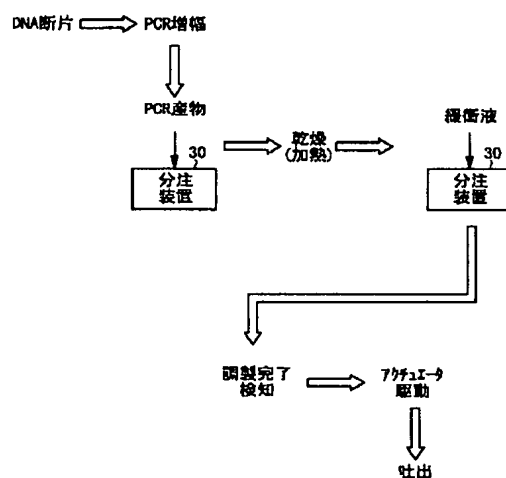 DNA断片
PCR増幅
PCR産物
30
分注
装置
乾燥
(加熱)
緩衝液
30
分注
装置
調製完了
検知
アクチュエータ
駆動
吐出